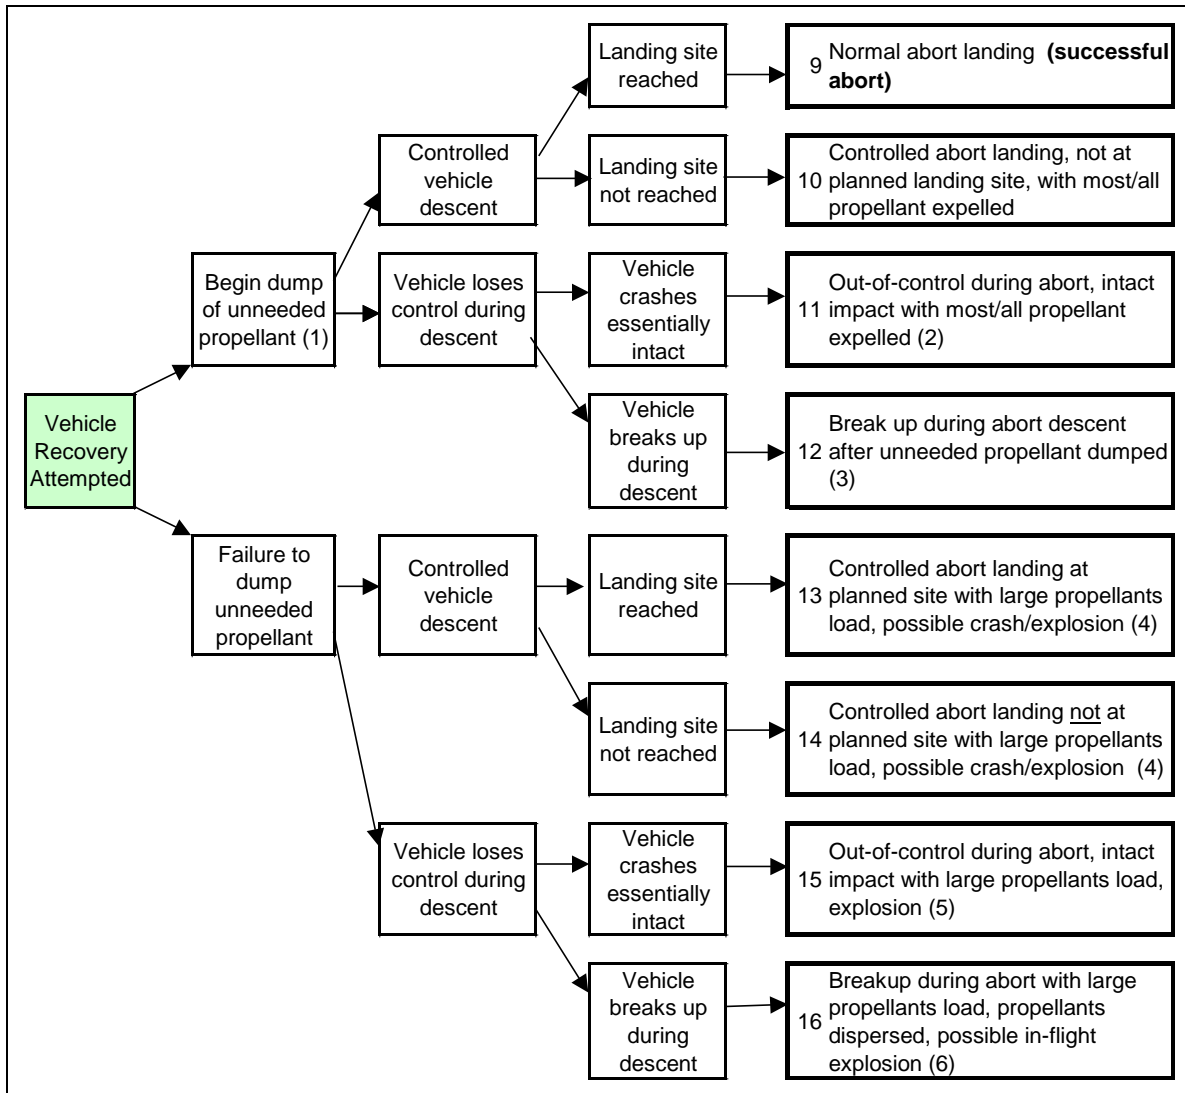 Landing site
reached
9 Normal abort landing (successful
abort)
Controlled
vehicle
descent
Landing site
not reached
Controlled abort landing, not at
10 planned landing site, with most/all
propellant expelled
Begin dump
of unneeded
propellant (1)
Vehicle loses
control during
descent
Vehicle
crashes
essentially
intact
Out-of-control during abort, intact
11 impact with most/all propellant
expelled (2)
Vehicle
Recovery
Attempted
Vehicle
breaks up
during
descent
Break up during abort descent
12 after unneeded propellant dumped
(3)
Failure to
dump
unneeded
propellant
Controlled
vehicle
descent
Landing site
reached
Controlled abort landing at
13 planned site with large propellants
load, possible crash/explosion (4)
Landing site
not reached
Controlled abort landing not at
14 planned site with large propellants
load, possible crash/explosion (4)
Vehicle loses
control during
descent
Vehicle
crashes
essentially
intact
Out-of-control during abort, intact
15 impact with large propellants load,
explosion (5)
Vehicle
breaks up
during
descent
Breakup during abort with large
propellants load, propellants
16 dispersed, possible in-flight
explosion (6)